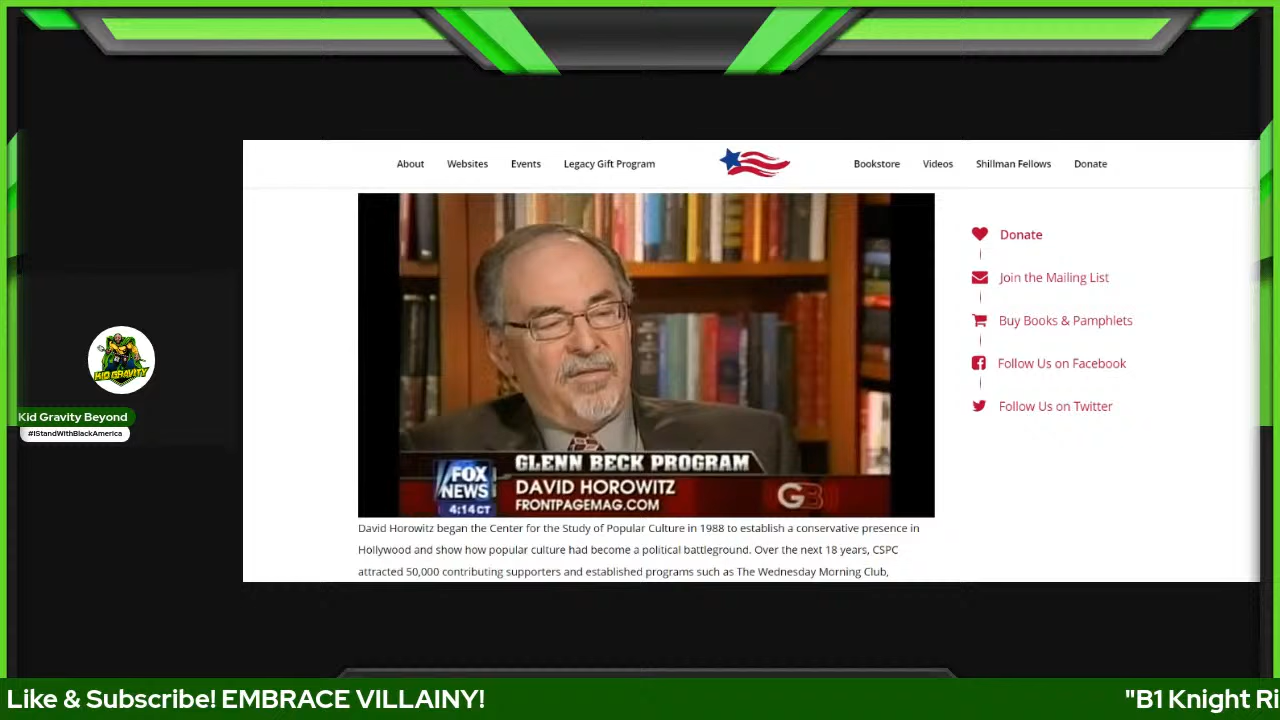 About Websites Events Legacy Gift Program Bookstore Videos Shillman Fellows Donate
Donate
Join the Mailing List
Buy Books & Pamphlets
Follow Us on Facebook
Follow Us on Twitter
KID GRAVITY
Kid Gravity Beyond
#IStandWithBlackAmerica
GLENN BECK PROGRAM
FOX
NEWS
4:14 CT
DAVID HOROWITZ
FRONTPAGEMAG.COM
GB
David Horowitz began the Center for the Study of Popular Culture in 1988 to establish a conservative presence in
Hollywood and show how popular culture had become a political battleground. Over the next 18 years, CSPC
attracted 50,000 contributing supporters and established programs such as The Wednesday Morning Club,
Like & Subscribe! EMBRACE VILLAINY! "B1 Knight Ri